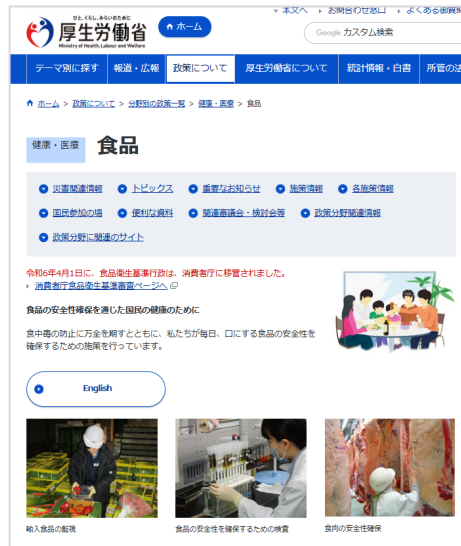 本文へ お問合わせ窓口 よくある御質問
ひと、くらし、みらいのために
厚生労働省
Ministry of Health, Labour and Welfare
ホーム
Google カスタム検索
テーマ別に探す 報道・広報 政策について 厚生労働省について 統計情報・白書 所管の法
ホーム > 政策について > 分野別の政策一覧 > 健康・医療 > 食品
健康・医療 食品
災害関連情報 トピックス 重要なお知らせ 施策情報 各施策情報
国民参加の場 便利な資料 関連審議会・検討会等 政策分野関連情報
政策分野に関連のサイト
令和6年4月1日に、食品衛生基準行政は、消費者庁に移管されました。
消費者庁食品衛生基準審査ページへ
食品の安全性確保を通じた国民の健康のために
食中毒の防止に万全を期すとともに、私たちが毎日、口にする食品の安全性を
確保するための施策を行っています。
English
輸入食品の監視 食品の安全性を確保するための検査 食肉の安全性確保